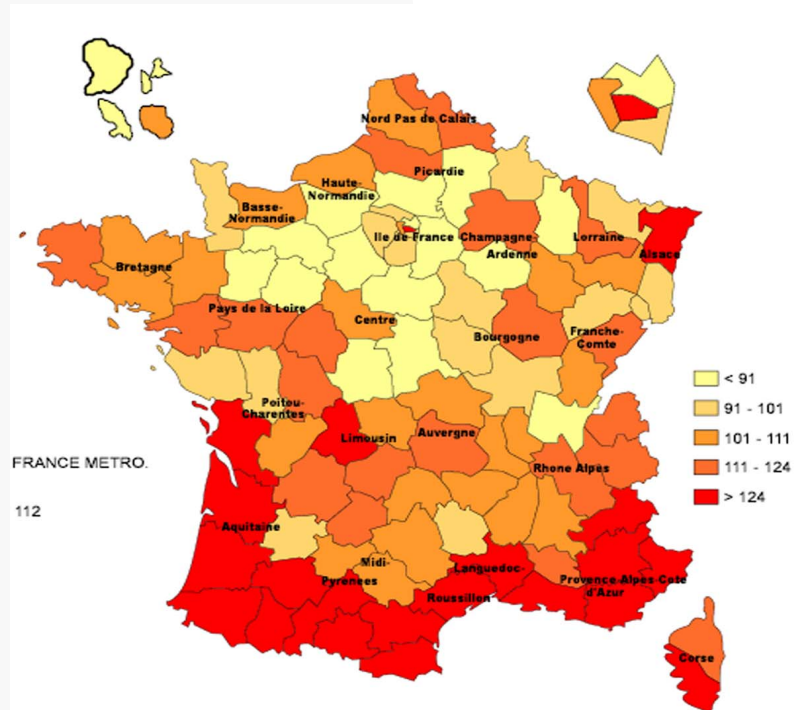 Nord Pas de Calais
Picardie
Haute-
Normandie
Basse-
Normandie
Ile de France
Champagne
Ardenne
Lorraine
Alsace
Bretagne
Pays de la Loire
Centre
Bourgogne
Franche-
Comte
Poitou-
Charentes
Limousin
Auvergne
Rhone Alpes
FRANCE METRO.
112
Aquitaine
Midi-
Pyrenees
Languedoc-
Roussillon
Provence Alpes Cote
d'Azur
Corse
< 91
91 - 101
101 - 111
111 - 124
> 124